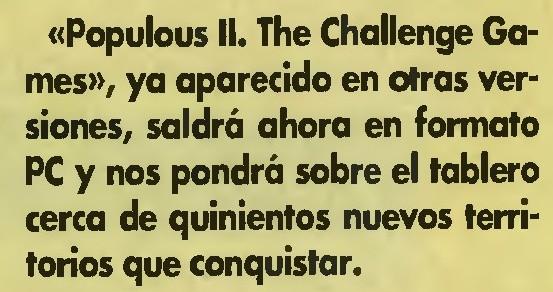 «Populous II. The Challenge Ga-
mes», ya aparecido en otras ver-
siones, saldrá ahora en formato
PC y nos pondrá sobre el tablero
cerca de quinientos nuevos terri-
torios que conquistar.